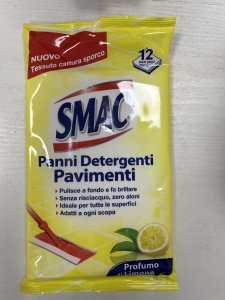 NUOVO
Tessuto cattura sporco
12
SMAC
Panni Detergenti
Pavimenti
Pulisce a fondo e fa brillare
Senza risciacquo, zero aloni
Ideale per tutte le superfici
Adatti a ogni scopa
Profumo
di Limone